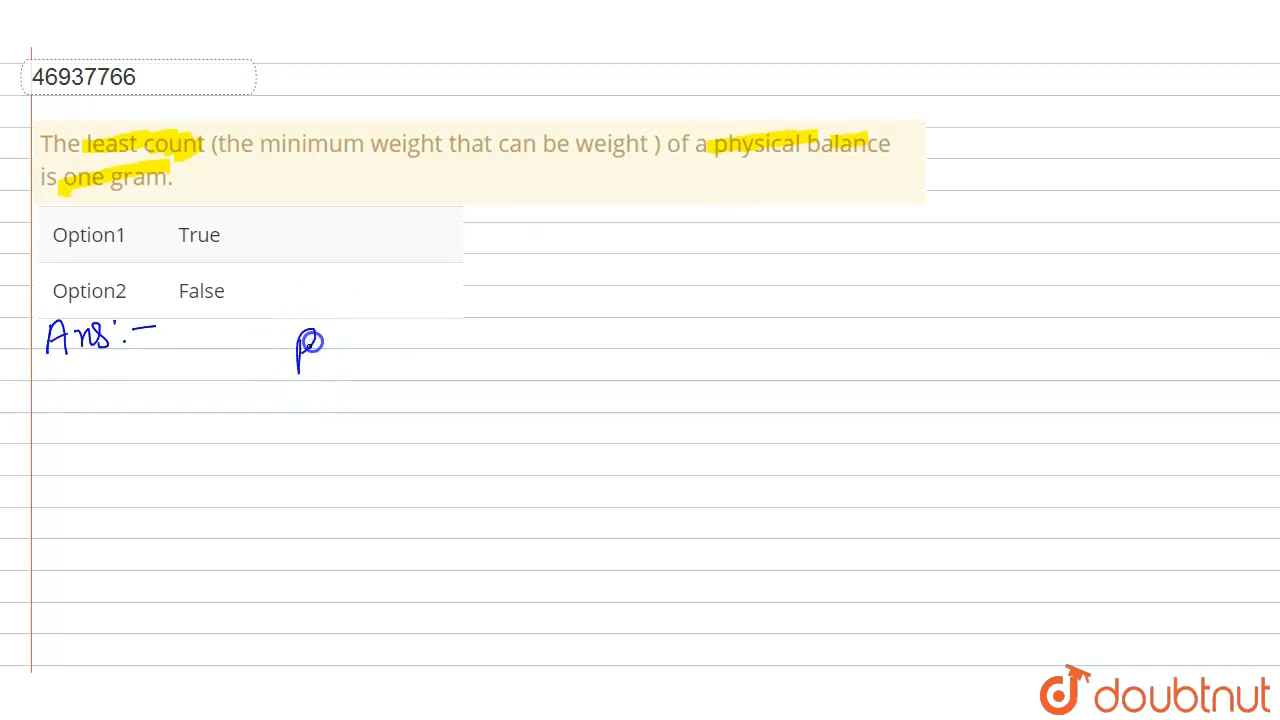 46937766
The least count (the minimum weight that can be weight ) of a physical balance
is one gram.
Option1 True
Option2 False
Ans :-
doubtnut